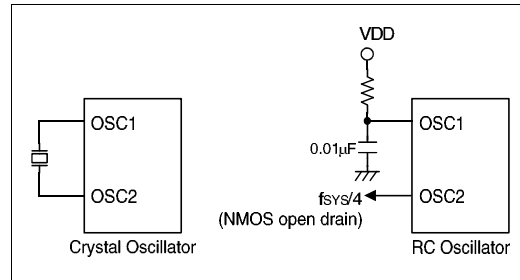 OSC1
OSC2
Crystal Oscillator
VDD
OSC1
0.01µF
fSYS/4
(NMOS open drain)
OSC2
RC Oscillator